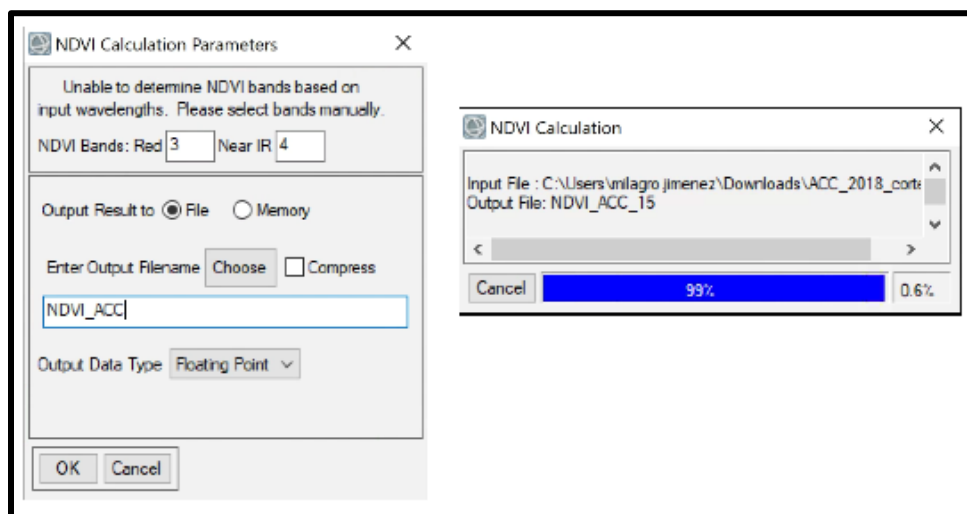 NDVI Calculation Parameters
Unable to determine NDVI bands based on
input wavelengths. Please select bands manually.
NDVI Bands: Red 3 Near IR 4
Output Result to File Memory
Enter Output Filename Choose Compress
NDVI_ACC
Output Data Type Floating Point
OK Cancel
NDVI Calculation
Input File : C:\Users\milagro jimenez\Downloads\ACC_2018_corte
Output File: NDVI_ACC_15
Cancel 99% 0.6%